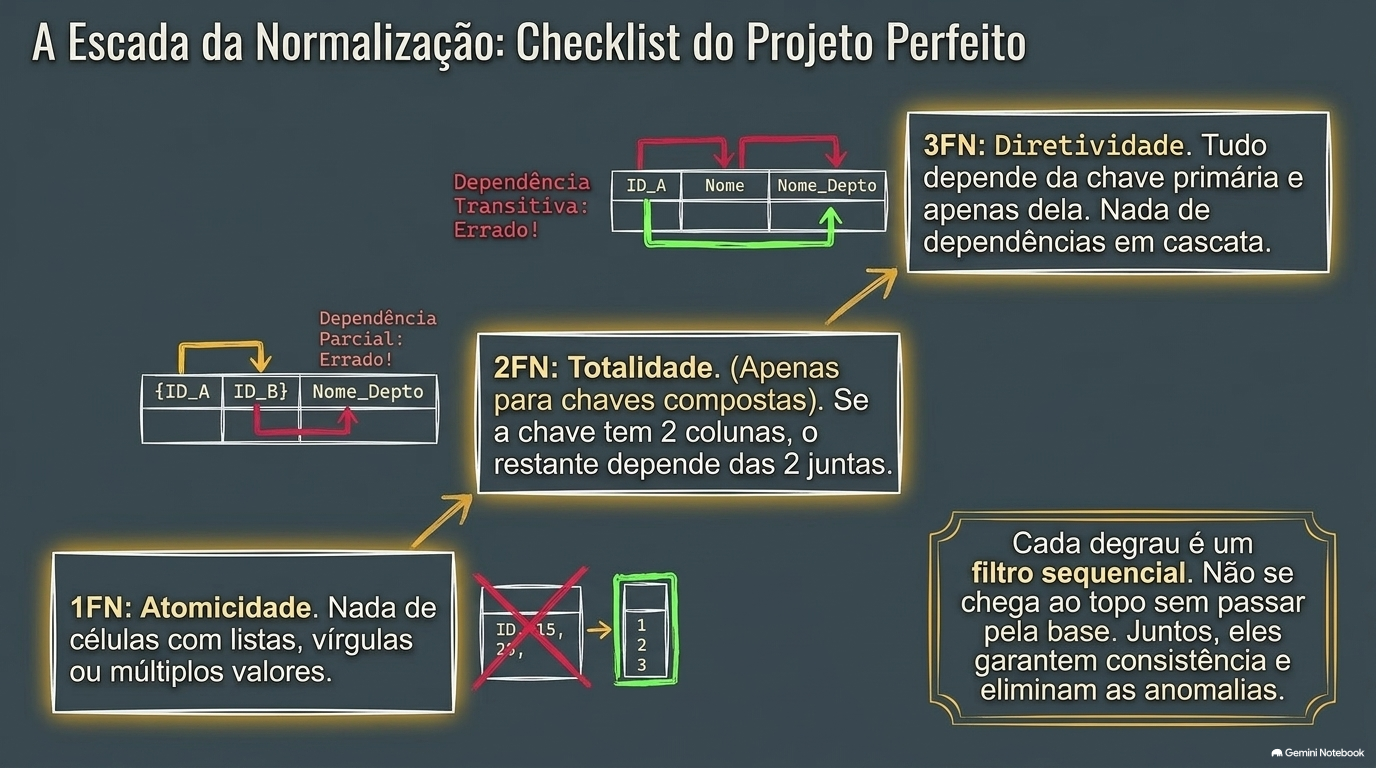 A Escada da Normalização: Checklist do Projeto Perfeito
3FN: Diretividade. Tudo
depende da chave primária e
apenas dela. Nada de
dependências em cascata.
Dependência
Transitiva:
Errado!
ID_A Nome Nome_Depto
Dependência
Parcial:
Errado!
{ID_A ID_B} Nome_Depto
2FN: Totalidade. (Apenas
para chaves compostas). Se
a chave tem 2 colunas, o
restante depende das 2 juntas.
1FN: Atomicidade. Nada de
células com listas, vírgulas
ou múltiplos valores.
1
2
3
Cada degrau é um
filtro sequencial. Não se
chega ao topo sem passar
pela base. Juntos, eles
garantem consistência e
eliminam as anomalias.
Gemini Notebook